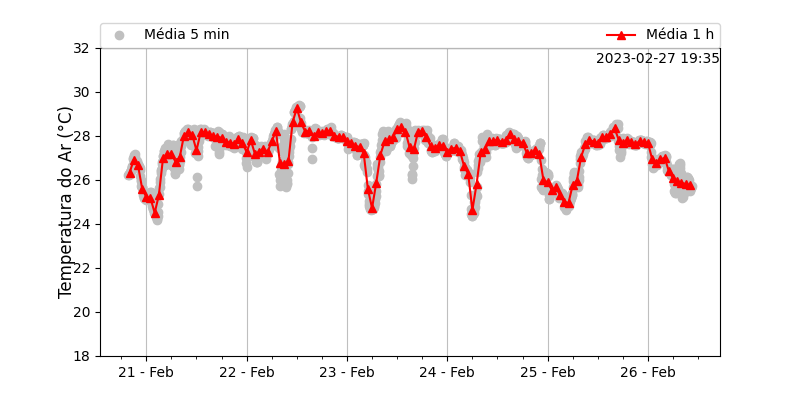 Média 5 min
Média 1 h
2023-02-27 19:35
Temperatura do Ar (°C)
32
30
28
26
24
22
20
18
21 - Feb
22 - Feb
23 - Feb
24 - Feb
25 - Feb
26 - Feb